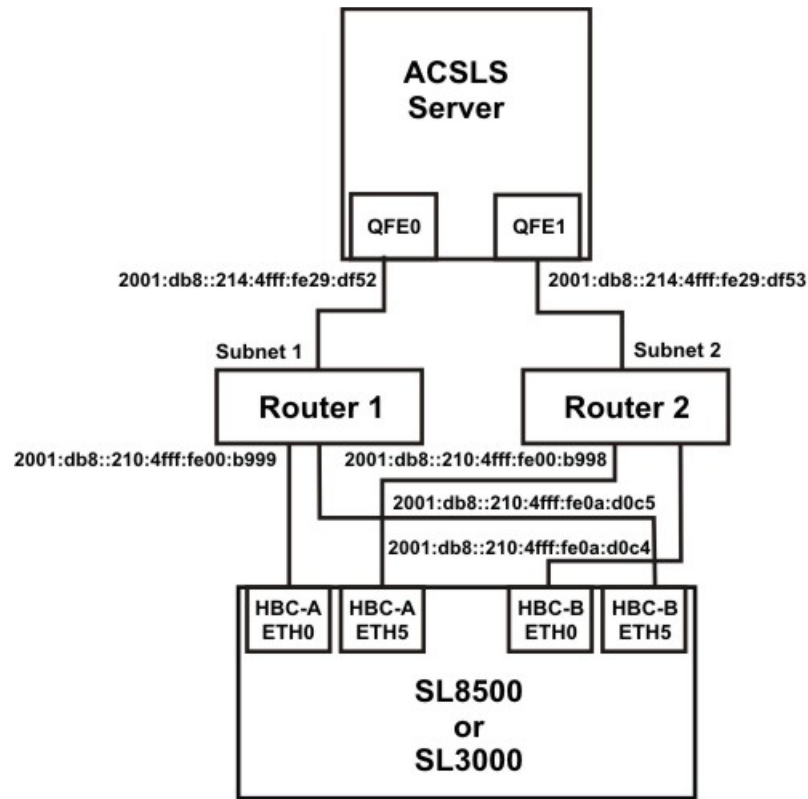 ACSLS
Server
QFE0
QFE1
2001:db8::214:4fff:fe29:df52
2001:db8::214:4fff:fe29:df53
Subnet 1
Subnet 2
Router 1
Router 2
2001:db8::210:4fff:fe00:b999
2001:db8::210:4fff:fe00:b998
2001:db8::210:4fff:fe0a:d0c5
2001:db8::210:4fff:fe0a:d0c4
HBC-A
ETH0
HBC-A
ETH5
HBC-B
ETH0
HBC-B
ETH5
SL8500
or
SL3000